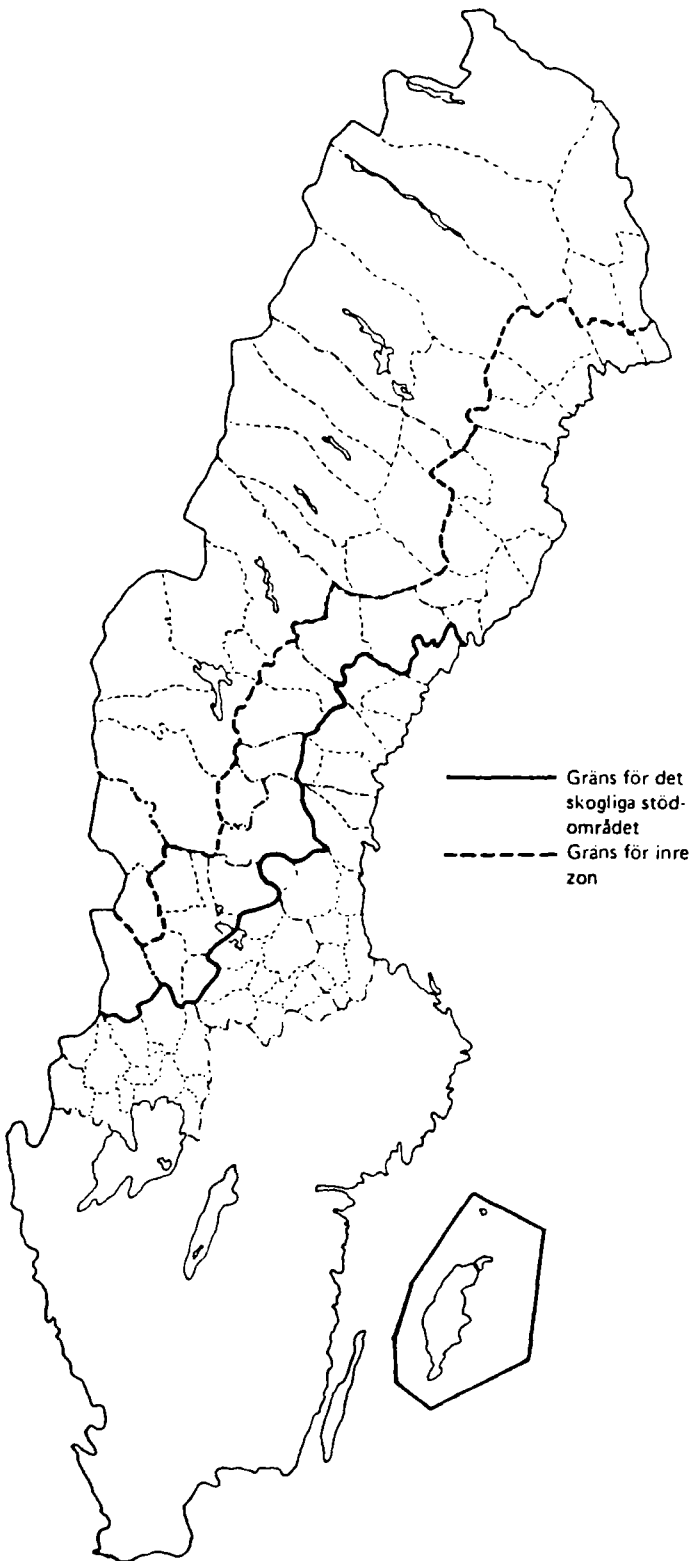 Gräns för det
skogliga stöd-
området
Gräns för inre
zon